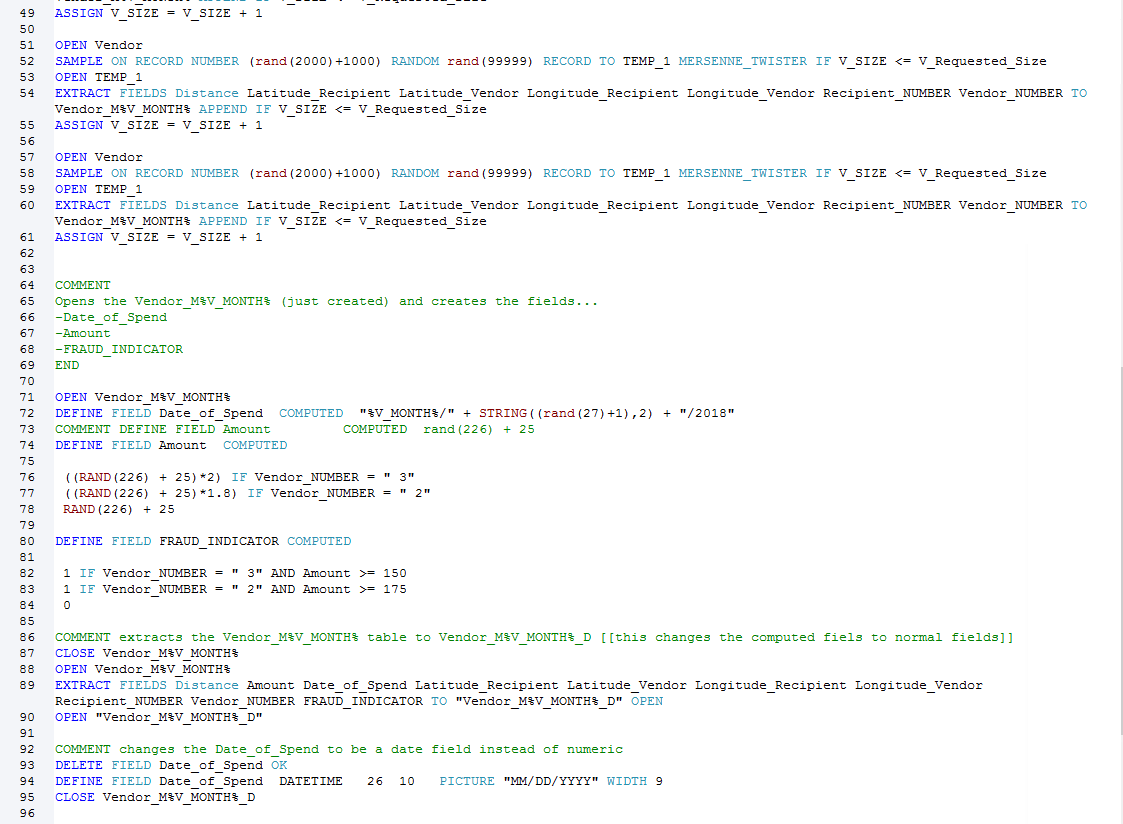 49 ASSIGN V_SIZE = V_SIZE + 1
50
51 OPEN Vendor
52 SAMPLE ON RECORD NUMBER (rand(2000)+1000) RANDOM rand(99999) RECORD TO TEMP_1 MERSENNE_TWISTER IF V_SIZE <= V_Requested_Size
53 OPEN TEMP_1
54 EXTRACT FIELDS Distance Latitude_Recipient Latitude_Vendor Longitude_Recipient Longitude_Vendor Recipient_NUMBER Vendor_NUMBER TO
Vendor_M%V_MONTH% APPEND IF V_SIZE <= V_Requested_Size
55 ASSIGN V_SIZE = V_SIZE + 1
56
57 OPEN Vendor
58 SAMPLE ON RECORD NUMBER (rand(2000)+1000) RANDOM rand(99999) RECORD TO TEMP_1 MERSENNE_TWISTER IF V_SIZE <= V_Requested_Size
59 OPEN TEMP_1
60 EXTRACT FIELDS Distance Latitude_Recipient Latitude_Vendor Longitude_Recipient Longitude_Vendor Recipient_NUMBER Vendor_NUMBER TO
Vendor_M%V_MONTH% APPEND IF V_SIZE <= V_Requested_Size
61 ASSIGN V_SIZE = V_SIZE + 1
62
63
64 COMMENT
65 Opens the Vendor_M%V_MONTH% (just created) and creates the fields...
66 -Date_of_Spend
67 -Amount
68 -FRAUD_INDICATOR
69 END
70
71 OPEN Vendor_M%V_MONTH%
72 DEFINE FIELD Date_of_Spend COMPUTED "%V_MONTH%/" + STRING((rand(27)+1),2) + "/2018"
73 COMMENT DEFINE FIELD Amount COMPUTED rand(226) + 25
74 DEFINE FIELD Amount COMPUTED
75
76 ((RAND(226) + 25)*2) IF Vendor_NUMBER = " 3"
77 ((RAND(226) + 25)*1.8) IF Vendor_NUMBER = " 2"
78 RAND(226) + 25
79
80 DEFINE FIELD FRAUD_INDICATOR COMPUTED
81
82 1 IF Vendor_NUMBER = " 3" AND Amount >= 150
83 1 IF Vendor_NUMBER = " 2" AND Amount >= 175
84 0
85
86 COMMENT extracts the Vendor_M%V_MONTH% table to Vendor_M%V_MONTH%_D [[this changes the computed fiels to normal fields]]
87 CLOSE Vendor_M%V_MONTH%
88 OPEN Vendor_M%V_MONTH%
89 EXTRACT FIELDS Distance Amount Date_of_Spend Latitude_Recipient Latitude_Vendor Longitude_Recipient Longitude_Vendor
Recipient_NUMBER Vendor_NUMBER FRAUD_INDICATOR TO "Vendor_M%V_MONTH%_D" OPEN
90 OPEN "Vendor_M%V_MONTH%_D"
91
92 COMMENT changes the Date_of_Spend to be a date field instead of numeric
93 DELETE FIELD Date_of_Spend OK
94 DEFINE FIELD Date_of_Spend DATETIME 26 10 PICTURE "MM/DD/YYYY" WIDTH 9
95 CLOSE Vendor_M%V_MONTH%_D
96